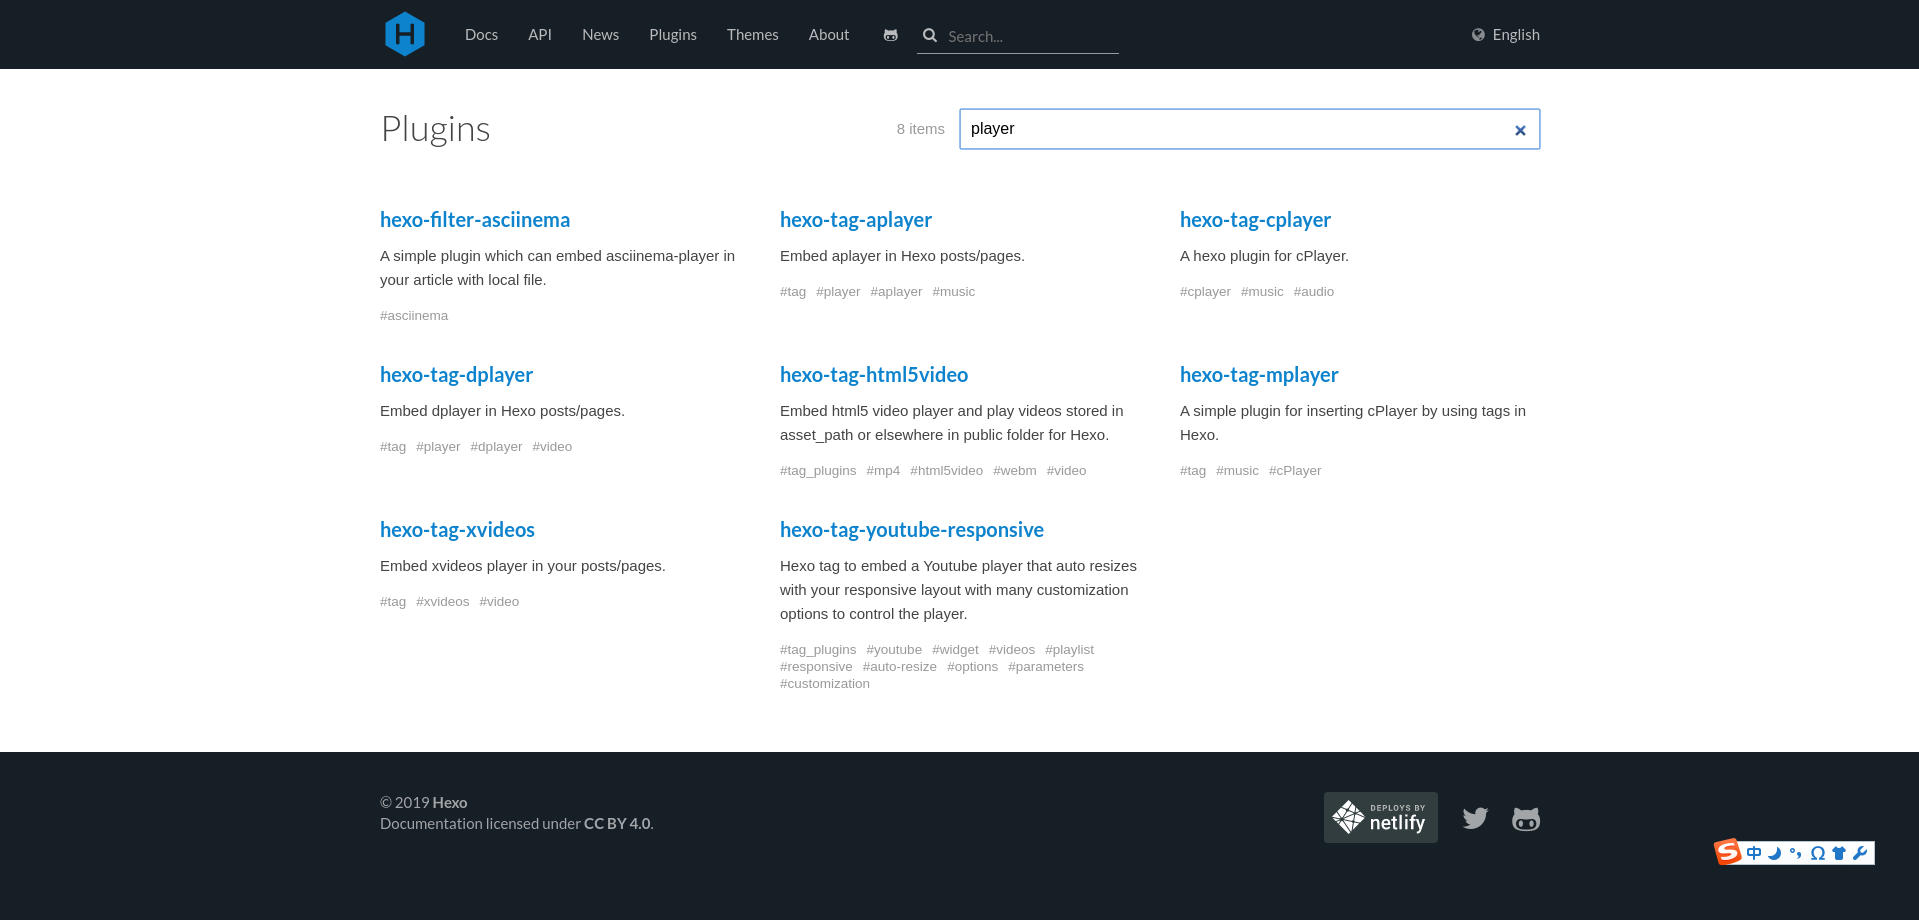 H Docs API News Plugins Themes About Search... English
Plugins 8 items player
hexo-filter-asciinema
A simple plugin which can embed asciinema-player in
your article with local file.
#asciinema
hexo-tag-aplayer
Embed aplayer in Hexo posts/pages.
#tag #player #aplayer #music
hexo-tag-cplayer
A hexo plugin for cPlayer.
#cplayer #music #audio
hexo-tag-dplayer
Embed dplayer in Hexo posts/pages.
#tag #player #dplayer #video
hexo-tag-html5video
Embed html5 video player and play videos stored in
asset_path or elsewhere in public folder for Hexo.
#tag_plugins #mp4 #html5video #webm #video
hexo-tag-mplayer
A simple plugin for inserting cPlayer by using tags in
Hexo.
#tag #music #cPlayer
hexo-tag-xvideos
Embed xvideos player in your posts/pages.
#tag #xvideos #video
hexo-tag-youtube-responsive
Hexo tag to embed a Youtube player that auto resizes
with your responsive layout with many customization
options to control the player.
#tag_plugins #youtube #widget #videos #playlist
#responsive #auto-resize #options #parameters
#customization
© 2019 Hexo
Documentation licensed under CC BY 4.0.
DEPLOYS BY
netlify
S 中 Ω